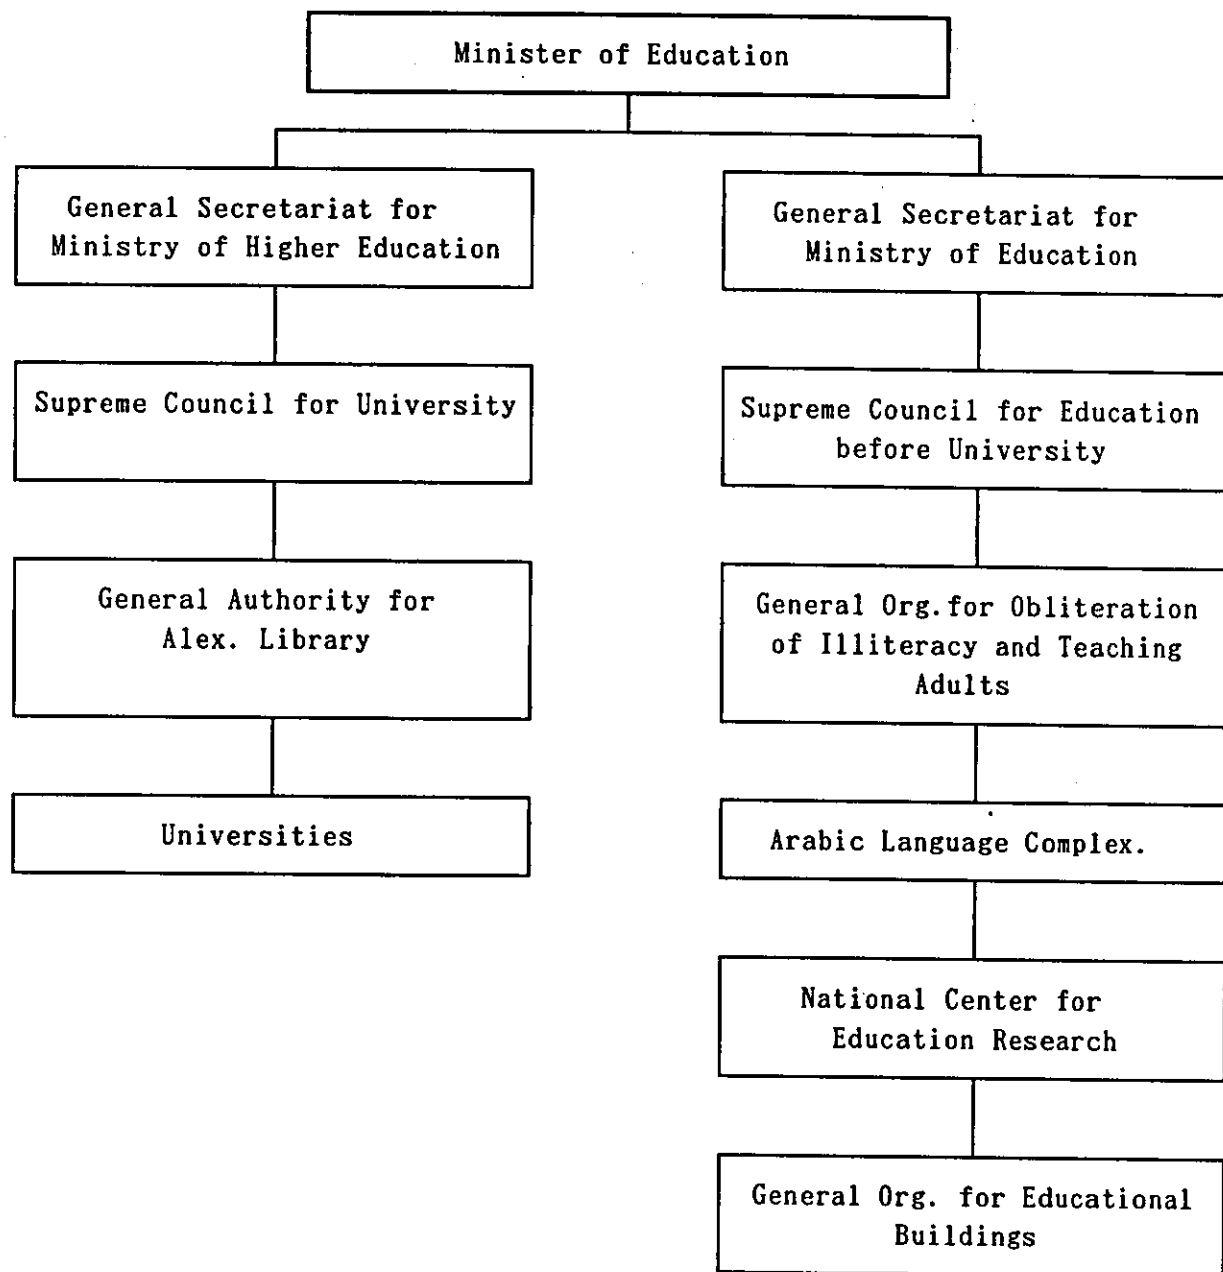 Minister of Education
General Secretariat for
Ministry of Higher Education
Supreme Council for University
General Authority for
Alex. Library
Universities
General Secretariat for
Ministry of Education
Supreme Council for Education
before University
General Org.for Obliteration
of Illiteracy and Teaching
Adults
Arabic Language Complex.
National Center for
Education Research
General Org. for Educational
Buildings